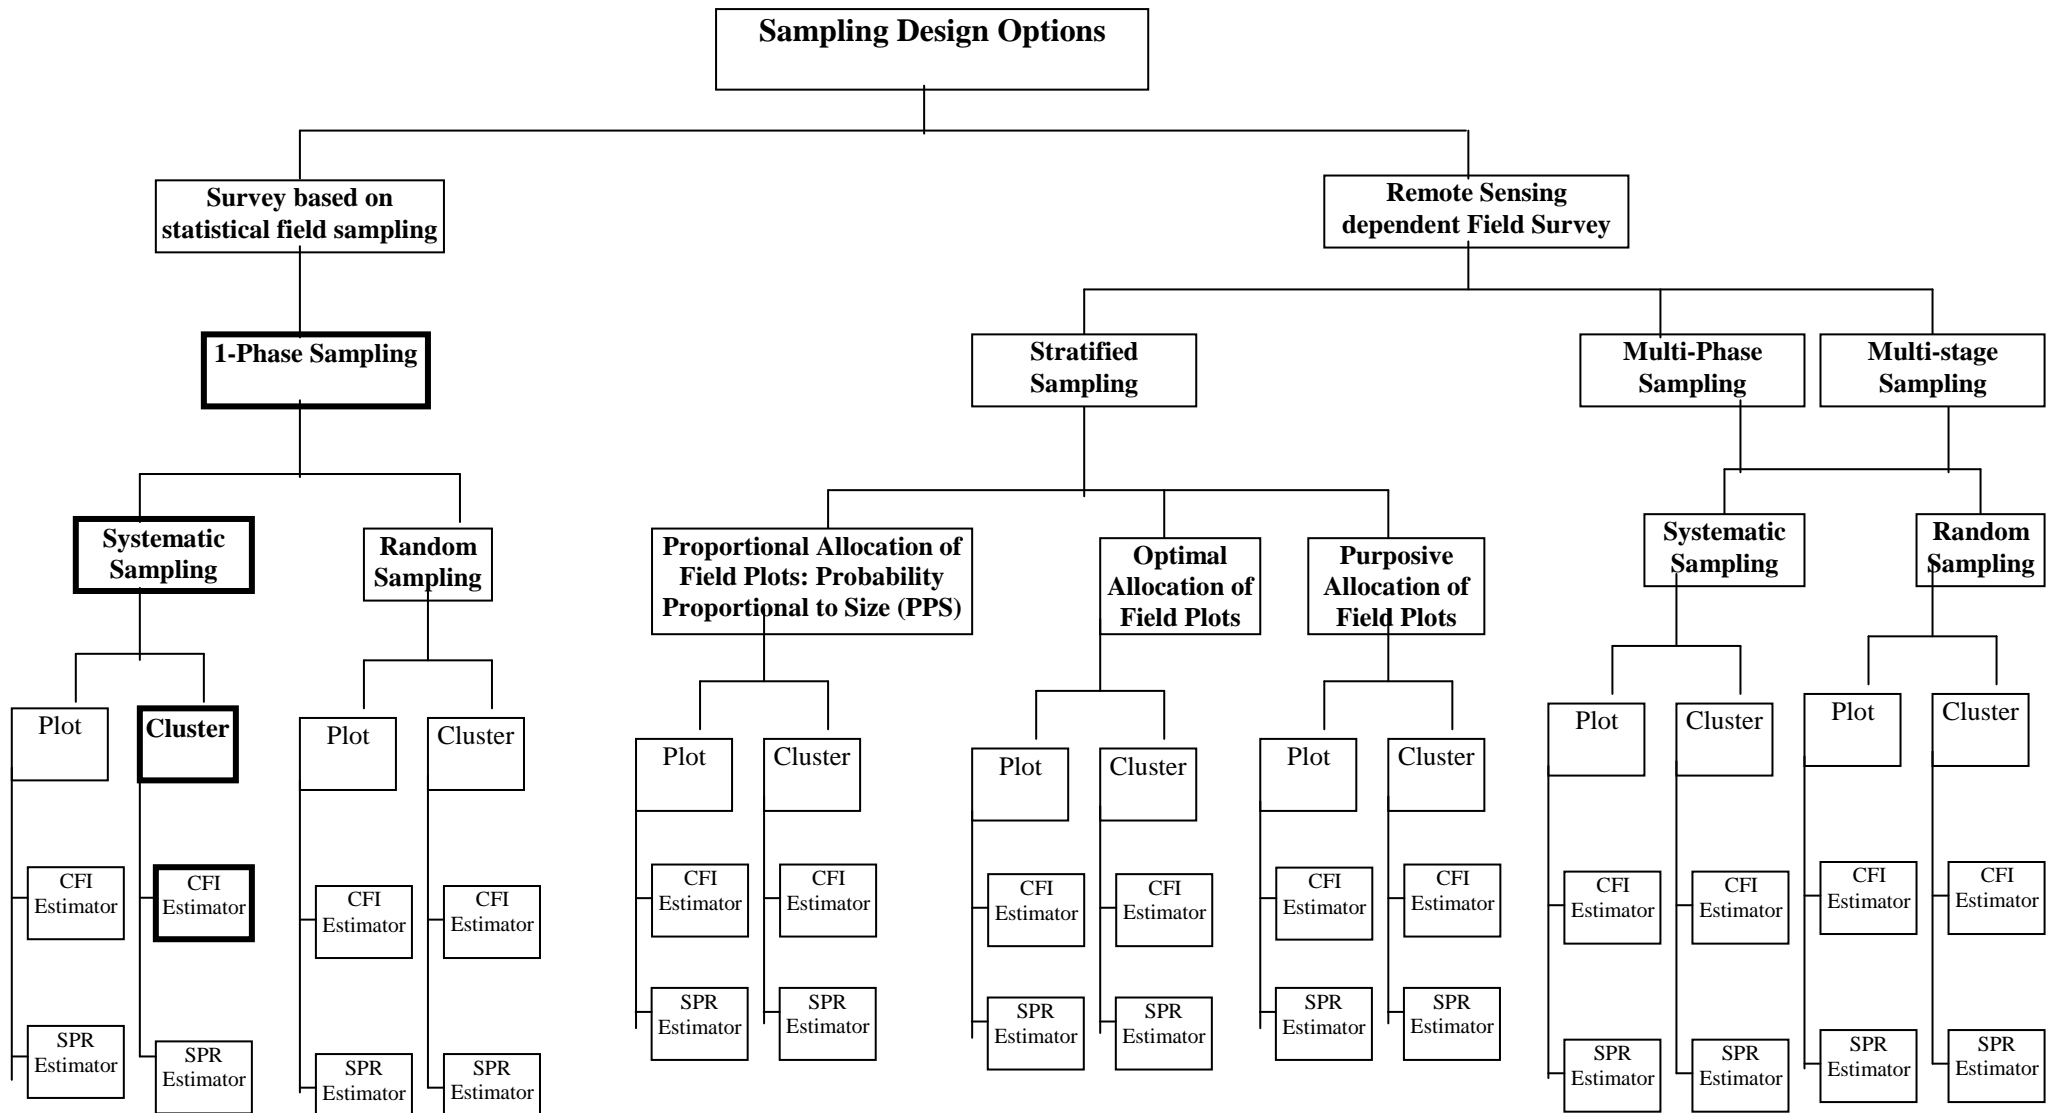 Sampling Design Options
Survey based on
statistical field sampling
Remote Sensing
dependent Field Survey
1-Phase Sampling
Stratified
Sampling
Multi-Phase
Sampling
Multi-stage
Sampling
Systematic
Sampling
Random
Sampling
Proportional Allocation of
Field Plots: Probability
Proportional to Size (PPS)
Optimal
Allocation of
Field Plots
Purposive
Allocation of
Field Plots
Systematic
Sampling
Random
Sampling
Plot
Cluster
Plot
Cluster
Plot
Cluster
Plot
Cluster
Plot
Cluster
Plot
Cluster
Plot
Cluster
CFI
Estimator
CFI
Estimator
CFI
Estimator
CFI
Estimator
CFI
Estimator
CFI
Estimator
CFI
Estimator
CFI
Estimator
CFI
Estimator
CFI
Estimator
CFI
Estimator
CFI
Estimator
CFI
Estimator
CFI
Estimator
SPR
Estimator
SPR
Estimator
SPR
Estimator
SPR
Estimator
SPR
Estimator
SPR
Estimator
SPR
Estimator
SPR
Estimator
SPR
Estimator
SPR
Estimator
SPR
Estimator
SPR
Estimator
SPR
Estimator
SPR
Estimator